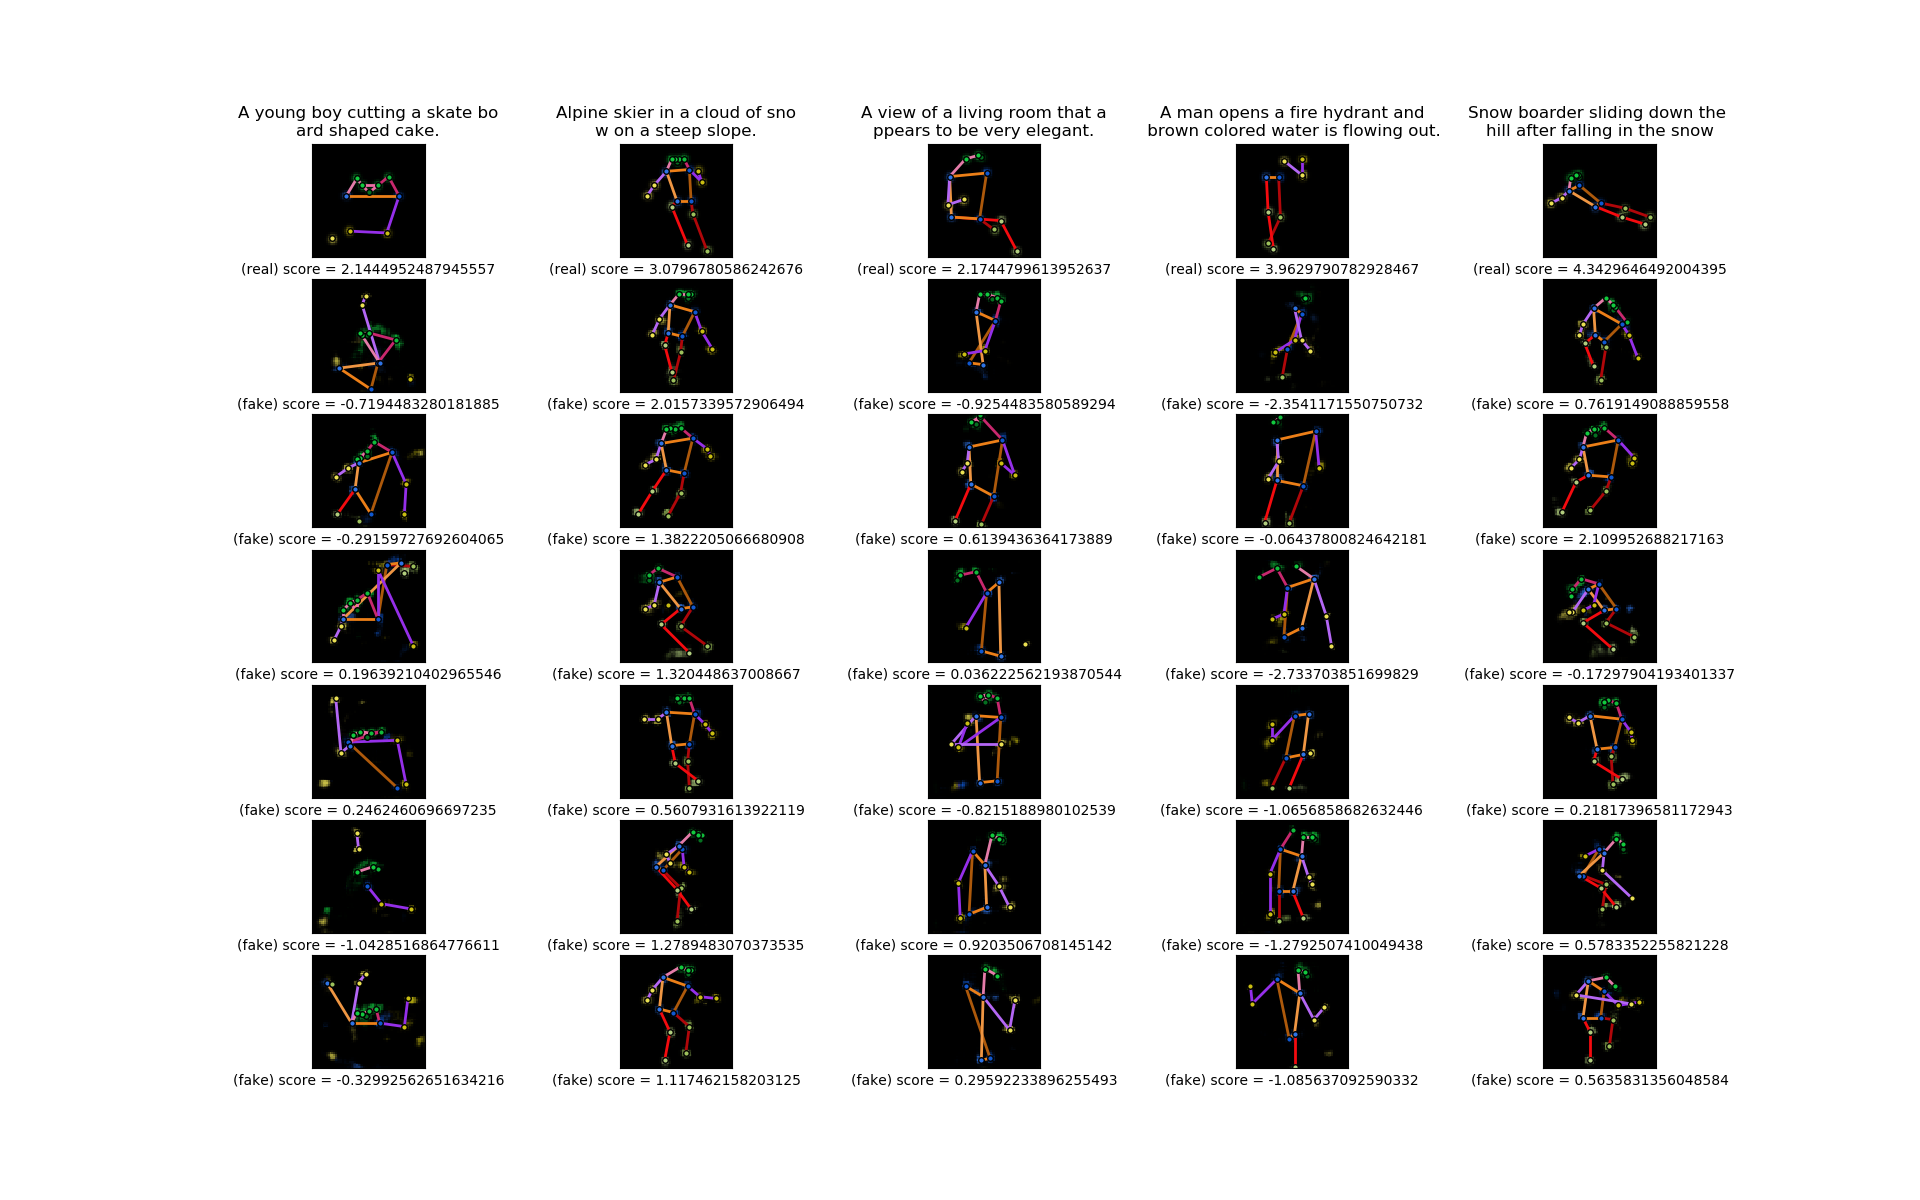 A young boy cutting a skate bo
ard shaped cake.
Alpine skier in a cloud of sno
w on a steep slope.
A view of a living room that a
ppears to be very elegant.
A man opens a fire hydrant and
brown colored water is flowing out.
Snow boarder sliding down the
hill after falling in the snow
(real) score = 2.1444952487945557
(real) score = 3.0796780586242676
(real) score = 2.1744799613952637
(real) score = 3.9629790782928467
(real) score = 4.3429646492004395
(fake) score = -0.7194483280181885
(fake) score = 2.0157339572906494
(fake) score = -0.9254483580589294
(fake) score = -2.3541171550750732
(fake) score = 0.7619149088859558
(fake) score = -0.29159727692604065
(fake) score = 1.3822205066680908
(fake) score = 0.6139436364173889
(fake) score = -0.06437800824642181
(fake) score = 2.109952688217163
(fake) score = 0.19639210402965546
(fake) score = 1.320448637008667
(fake) score = 0.036222562193870544
(fake) score = -2.733703851699829
(fake) score = -0.17297904193401337
(fake) score = 0.2462460696697235
(fake) score = 0.5607931613922119
(fake) score = -0.8215188980102539
(fake) score = -1.0656858682632446
(fake) score = 0.21817396581172943
(fake) score = -1.0428516864776611
(fake) score = 1.2789483070373535
(fake) score = 0.9203506708145142
(fake) score = -1.2792507410049438
(fake) score = 0.5783352255821228
(fake) score = -0.32992562651634216
(fake) score = 1.117462158203125
(fake) score = 0.29592233896255493
(fake) score = -1.085637092590332
(fake) score = 0.5635831356048584